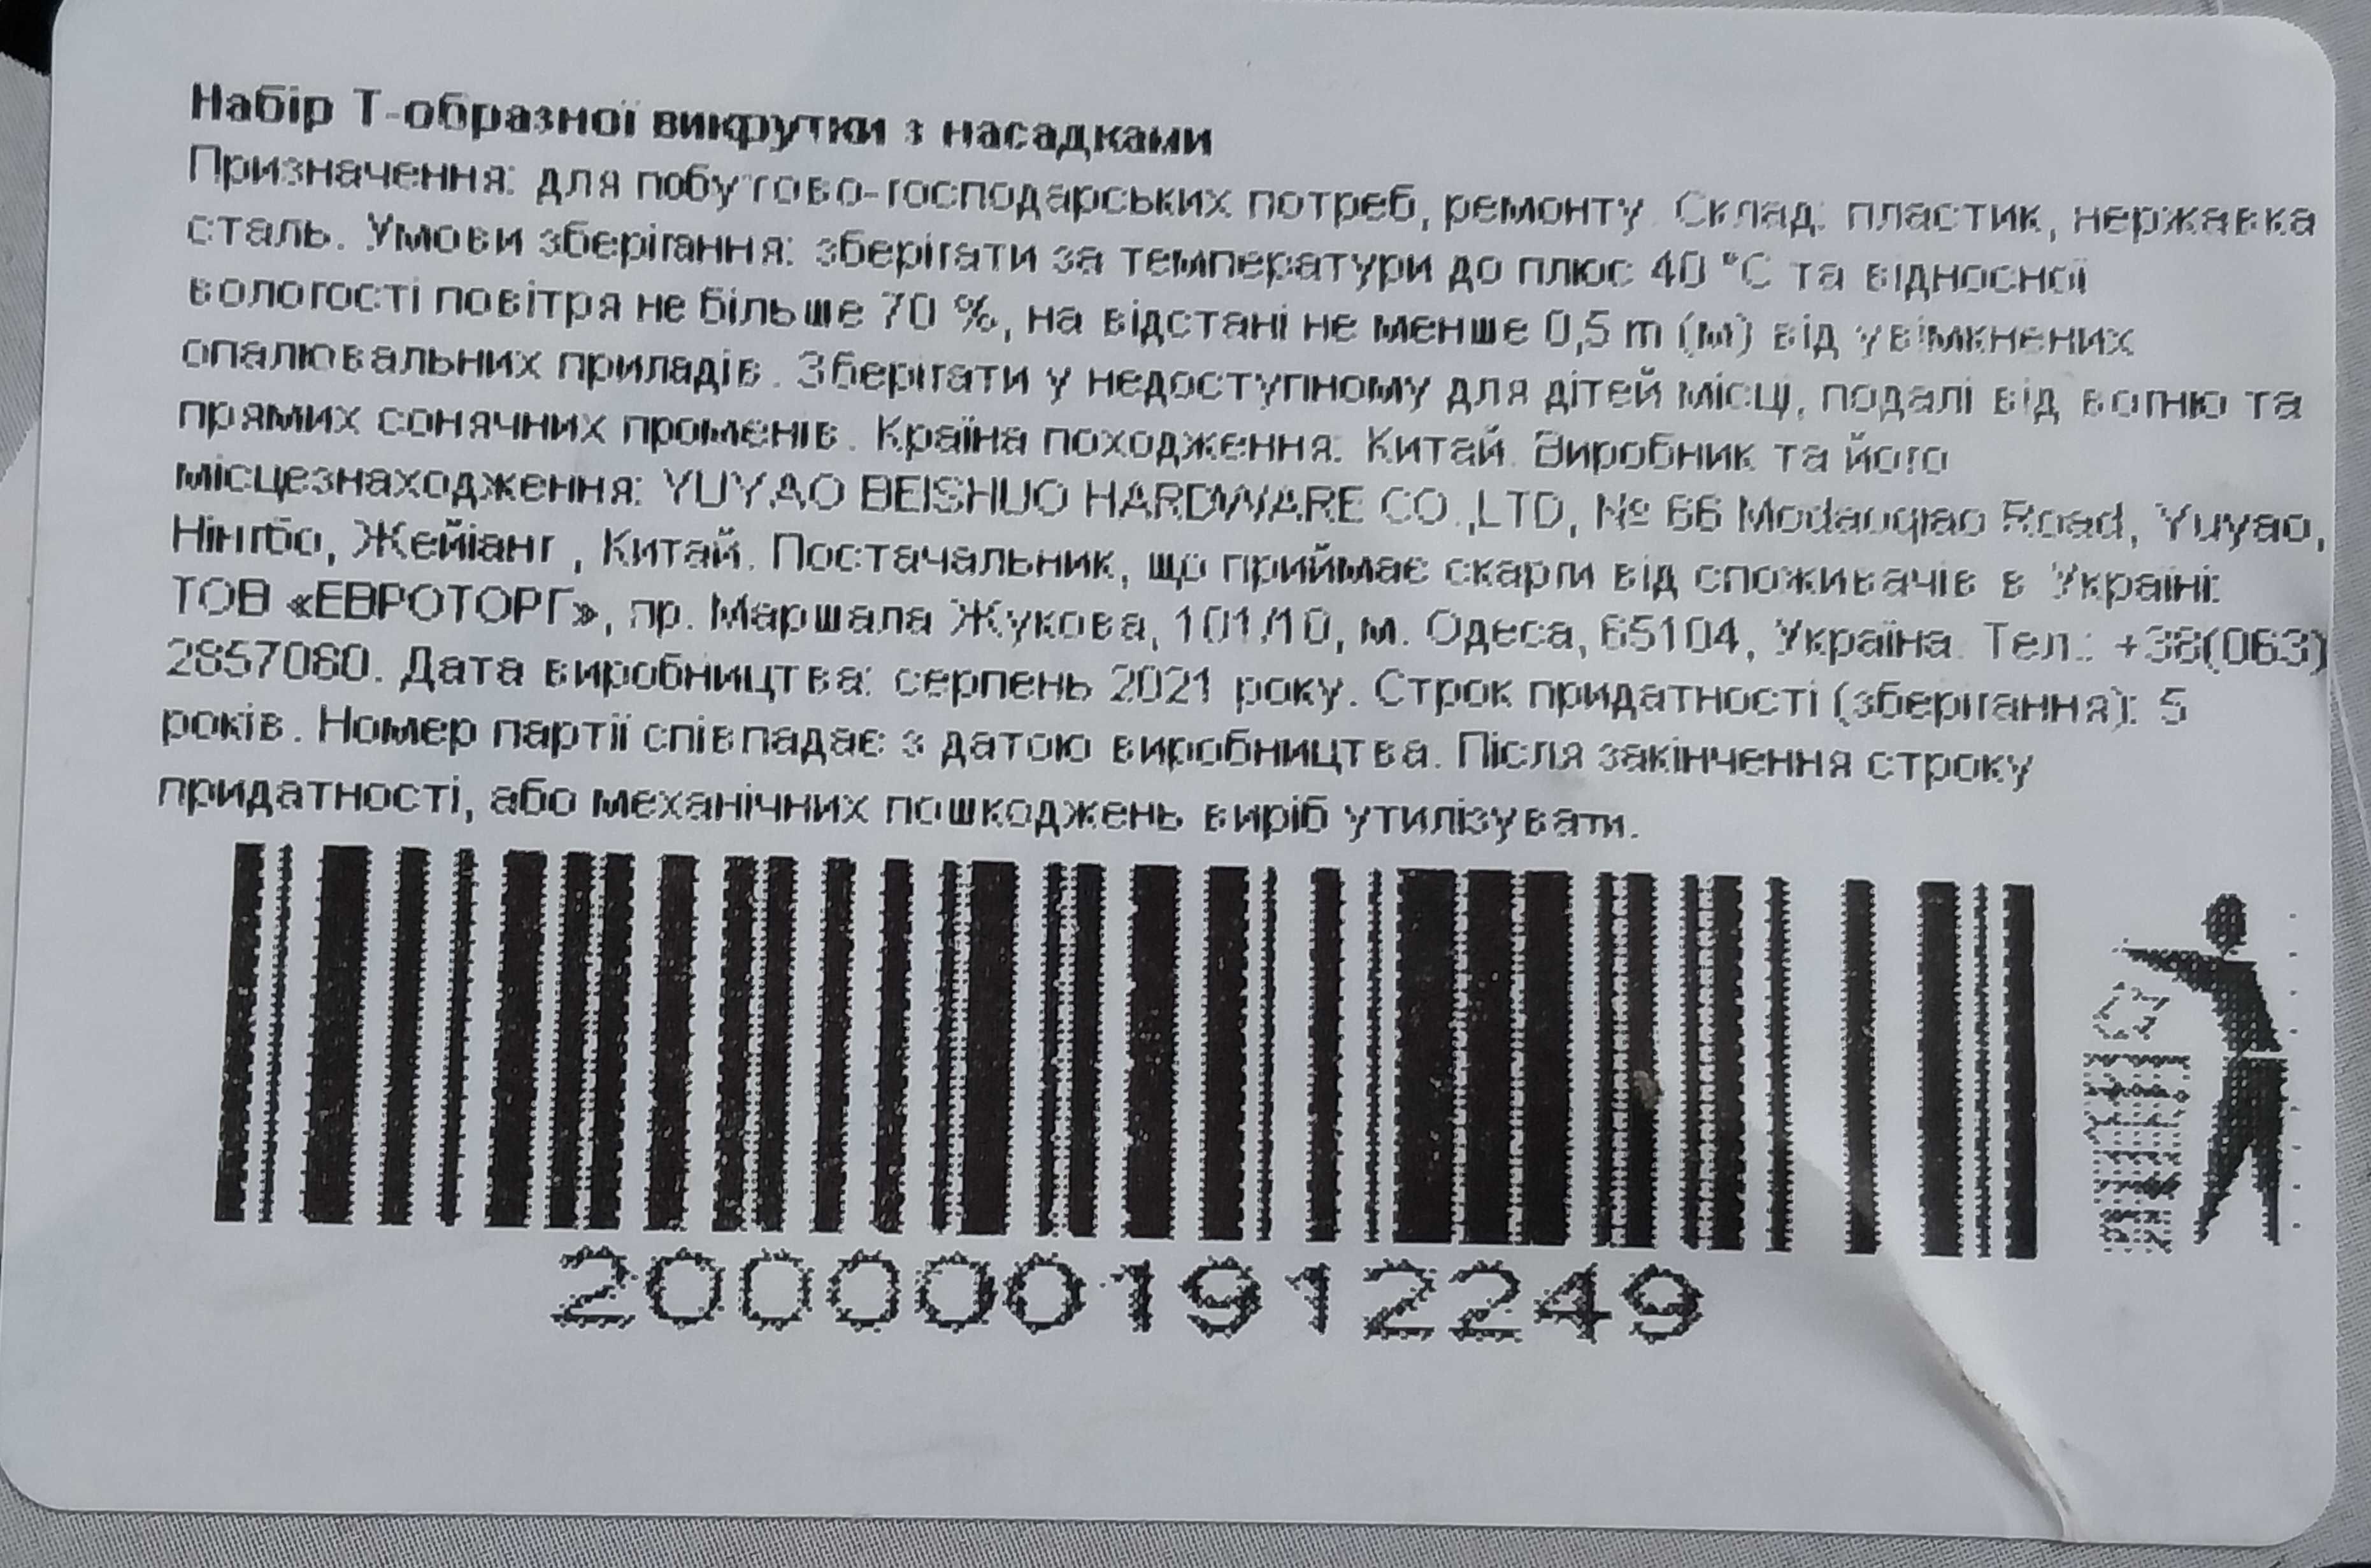 Набір Т-образної викрутки з насадками
Призначення: для побутово-господарських потреб, ремонту. Склад: пластик, нержавка
сталь. Умови зберігання: зберігати за температури до плюс 40 °С та відносної
вологості повітря не більше 70 %, на відстані не менше 0,5 m (м) від увімкнених
опалювальних приладів. Зберігати у недоступному для дітей місці, подалі від вогню та
прямих сонячних променів. Країна походження: Китай. Виробник та його
місцезнаходження: YUYAO BEISHUO HARDWARE CO.,LTD, № 66 Modaoqiao Road, Yuyao,
Нінгбо, Жейіанг , Китай. Постачальник, що приймає скарги від споживачів в Україні:
ТОВ «ЕВРОТОРГ», пр. Маршала Жукова, 101/10, м. Одеса, 65104, Україна. Тел.: +38(063)
2857060. Дата виробництва: серпень 2021 року. Строк придатності (зберігання): 5
років. Номер партії співпадає з датою виробництва. Після закінчення строку
придатності, або механічних пошкоджень виріб утилізувати.
2000001912249